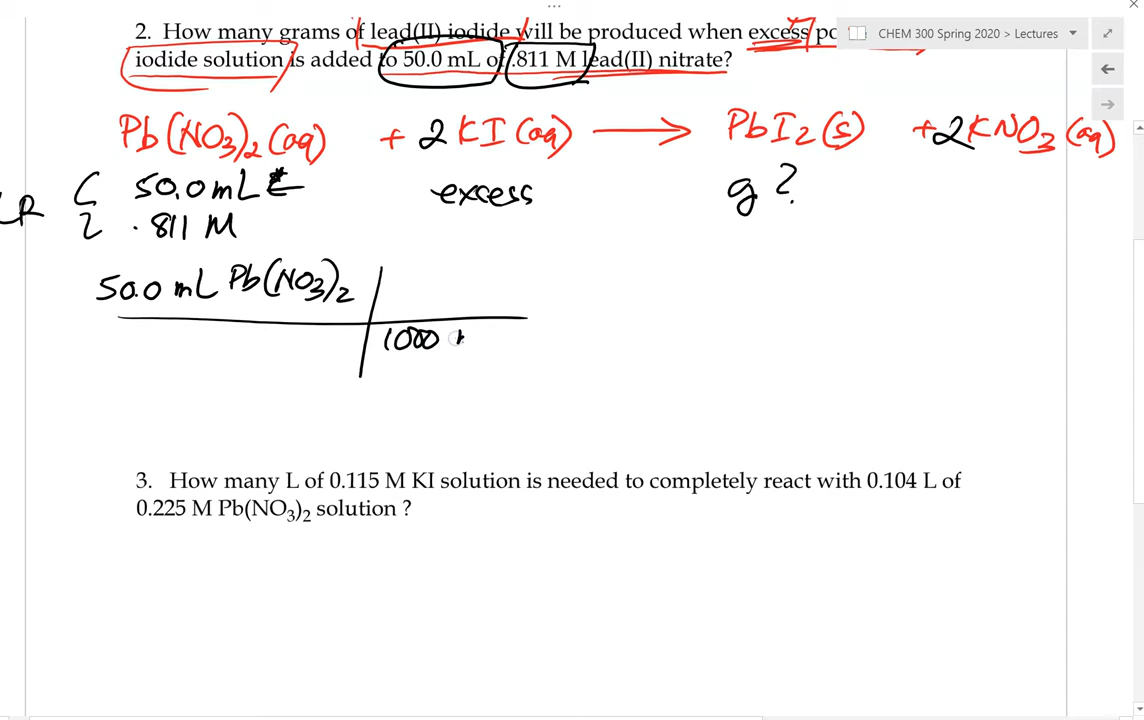 2. How many grams of lead(II) iodide will be produced when excess po
CHEM 300 Spring 2020 > Lectures
iodide solution is added to 50.0 mL of .811 M lead(II) nitrate?
Pb(NO3)2 (aq) + 2 KI (aq) → PbI2 (s) + 2 KNO3 (aq)
LR 50.0 mL excess g ?
.811 M
50.0 mL Pb(NO3)2
1000
3. How many L of 0.115 M KI solution is needed to completely react with 0.104 L of
0.225 M Pb(NO3)2 solution ?